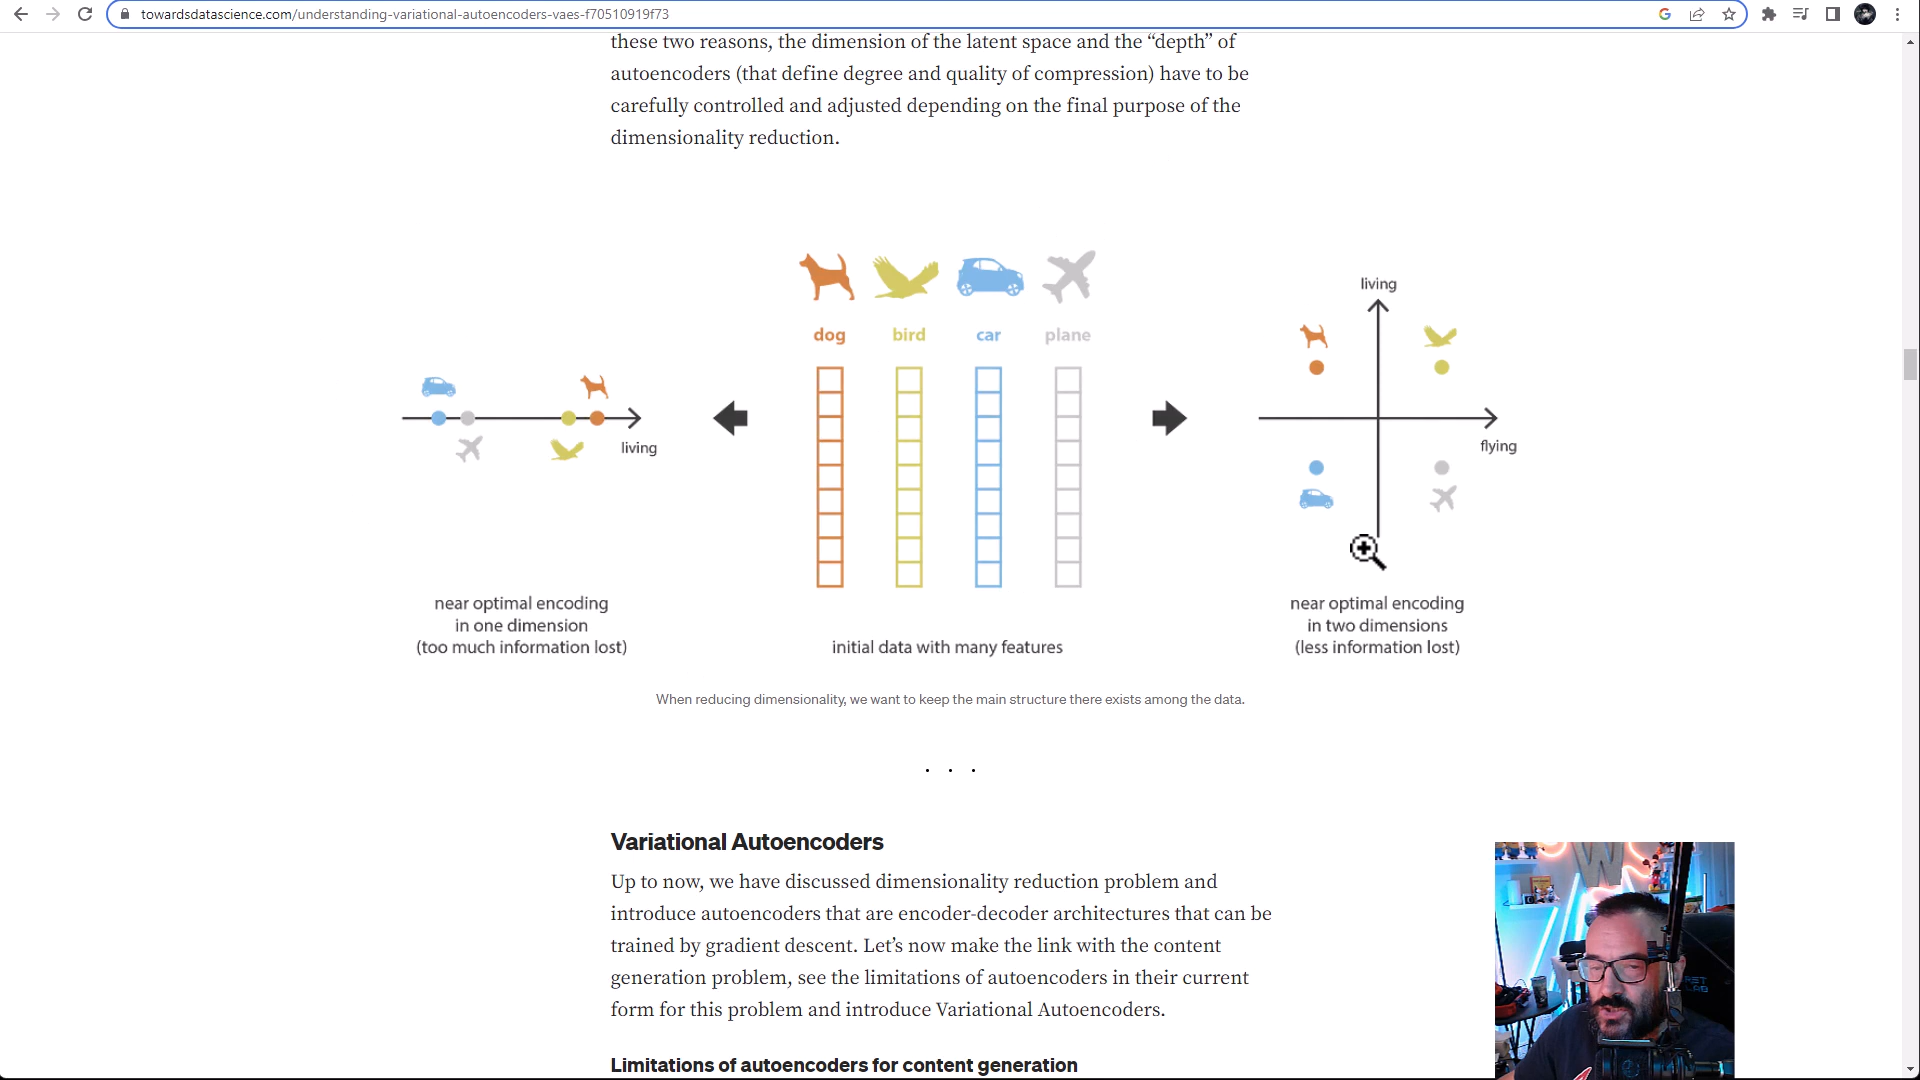 towardsdatascience.com/understanding-variational-autoencoders-vaes-f70510919f73
these two reasons, the dimension of the latent space and the “depth” of
autoencoders (that define degree and quality of compression) have to be
carefully controlled and adjusted depending on the final purpose of the
dimensionality reduction.
dog bird car plane
living
living
flying
near optimal encoding
in one dimension
(too much information lost)
initial data with many features
near optimal encoding
in two dimensions
(less information lost)
When reducing dimensionality, we want to keep the main structure there exists among the data.
. . .
Variational Autoencoders
Up to now, we have discussed dimensionality reduction problem and
introduce autoencoders that are encoder-decoder architectures that can be
trained by gradient descent. Let’s now make the link with the content
generation problem, see the limitations of autoencoders in their current
form for this problem and introduce Variational Autoencoders.
Limitations of autoencoders for content generation